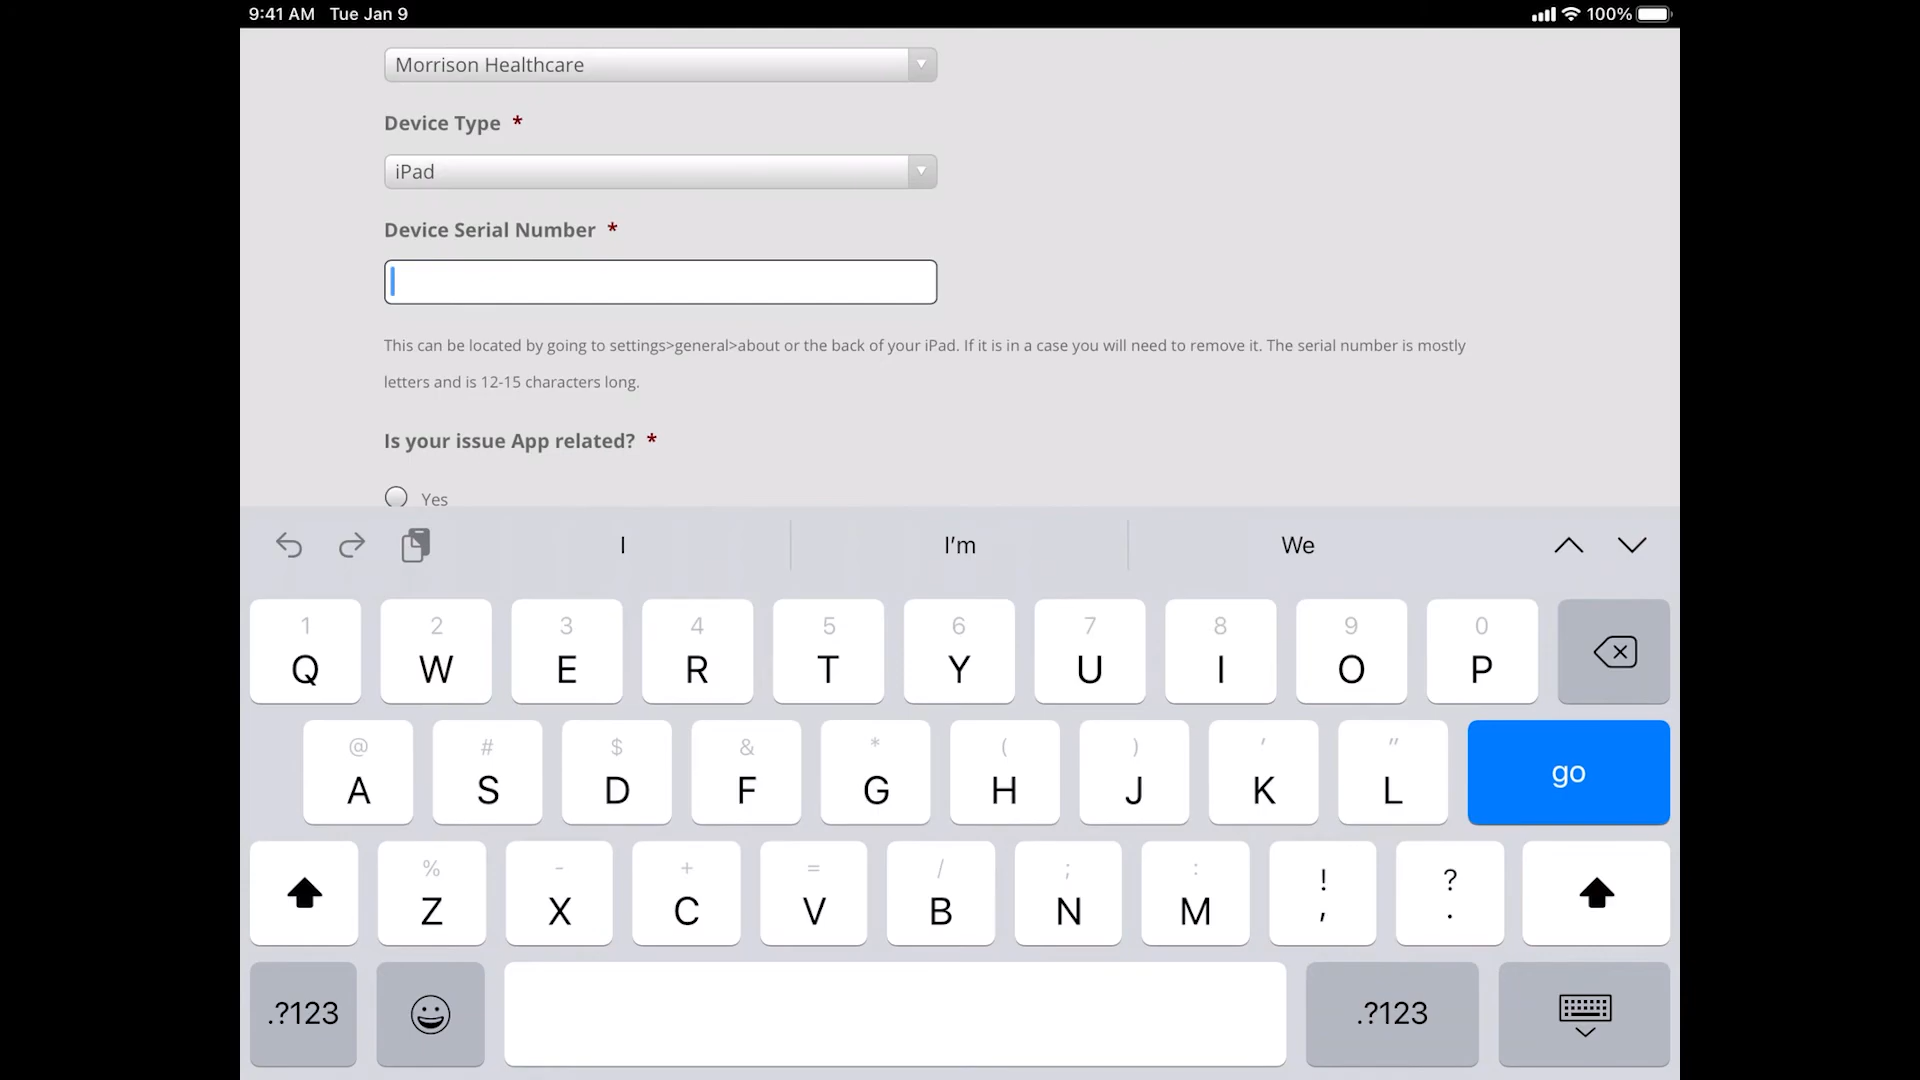 9:41 AM Tue Jan 9 100%
Morrison Healthcare
Device Type *
iPad
Device Serial Number *
This can be located by going to settings>general>about or the back of your iPad. If it is in a case you will need to remove it. The serial number is mostly
letters and is 12-15 characters long.
Is your issue App related? *
Yes
I I'm We
1 2 3 4 5 6 7 8 9 0
Q W E R T Y U I O P
@ # $ & * ( ) ' "
A S D F G H J K L go
% - + = / ; : ! ?
Z X C V B N M , .
.?123 .?123